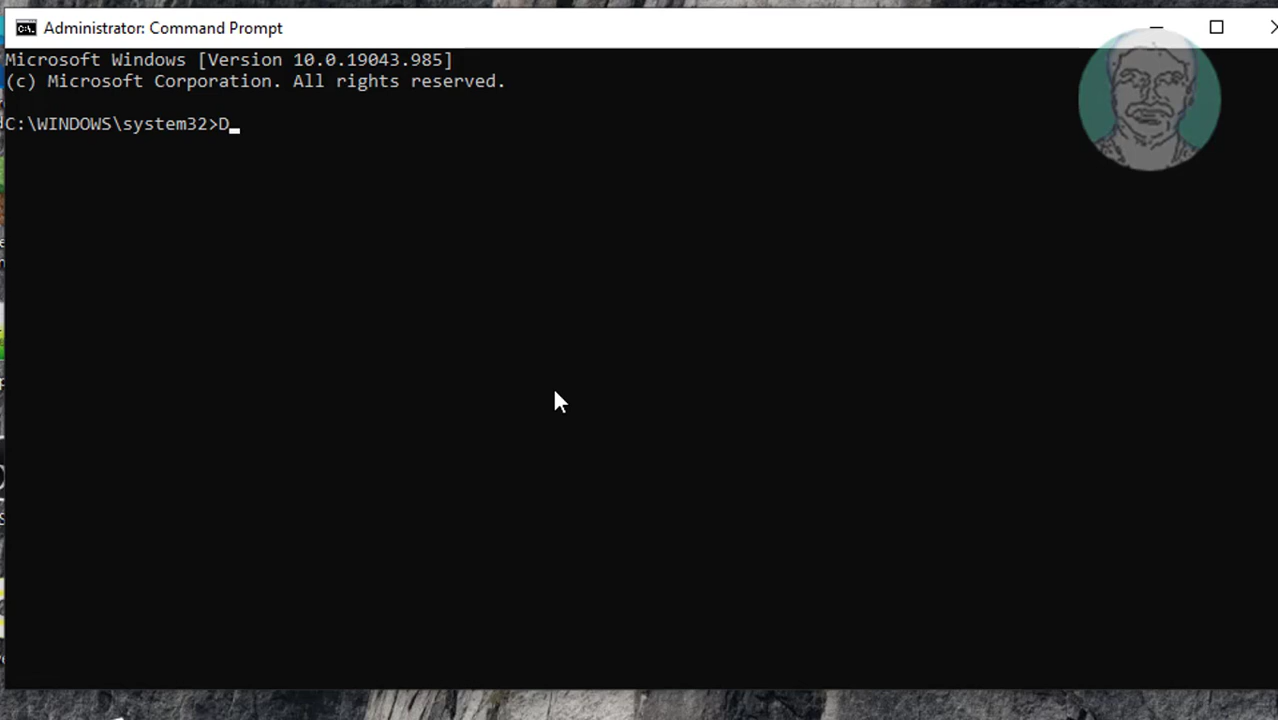 Administrator: Command Prompt
Microsoft Windows [Version 10.0.19043.985]
(c) Microsoft Corporation. All rights reserved.
C:\WINDOWS\system32>D